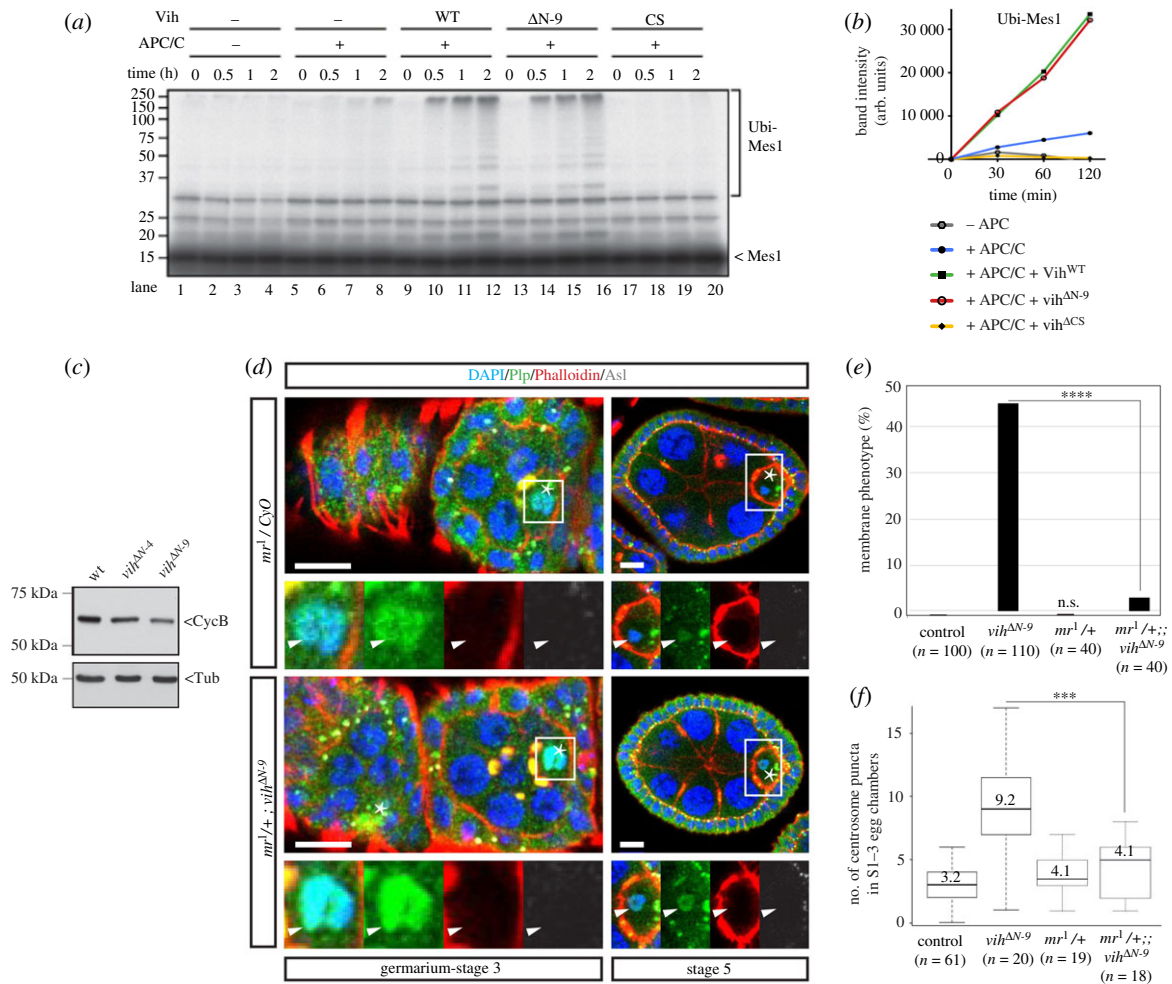 (a)
Vih – – WT ΔN-9 CS
APC/C – + + + +
time (h) 0 0.5 1 2 0 0.5 1 2 0 0.5 1 2 0 0.5 1 2 0 0.5 1 2
250
150
100
75
50
37
25
20
15
Ubi-
Mes1
< Mes1
lane 1 2 3 4 5 6 7 8 9 10 11 12 13 14 15 16 17 18 19 20
(b)
Ubi-Mes1
band intensity
(arb. units)
30 000
20 000
10 000
0
0 30 60 120
time (min)
– APC
+ APC/C
+ APC/C + Vih^WT
+ APC/C + vih^ΔN-9
+ APC/C + vih^ΔCS
(c)
wt vih^ΔN-4 vih^ΔN-9
75 kDa
<CycB
50 kDa
50 kDa <Tub
(d)
DAPI/Plp/Phalloidin/Asl
mr^1/ CyO
mr^1/+ ; vih^ΔN-9
germarium-stage 3 stage 5
(e)
membrane phenotype (%)
50
40
30
20
10
0
****
n.s.
control vih^ΔN-9 mr^1/+ mr^1/+;;
vih^ΔN-9
(n = 100) (n = 110) (n = 40) (n = 40)
(f)
no. of centrosome puncta
in S1–3 egg chambers
15
10
5
0
***
3.2 9.2 4.1 4.1
control vih^ΔN-9 mr^1/+ mr^1/+;;
vih^ΔN-9
(n = 61) (n = 20) (n = 19) (n = 18)